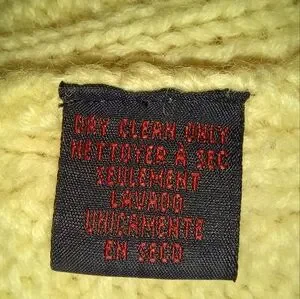 DRY CLEAN ONLY
NETTOYER À SEC
SEULEMENT
LAVADO
UNICAMENTE
EN SECO